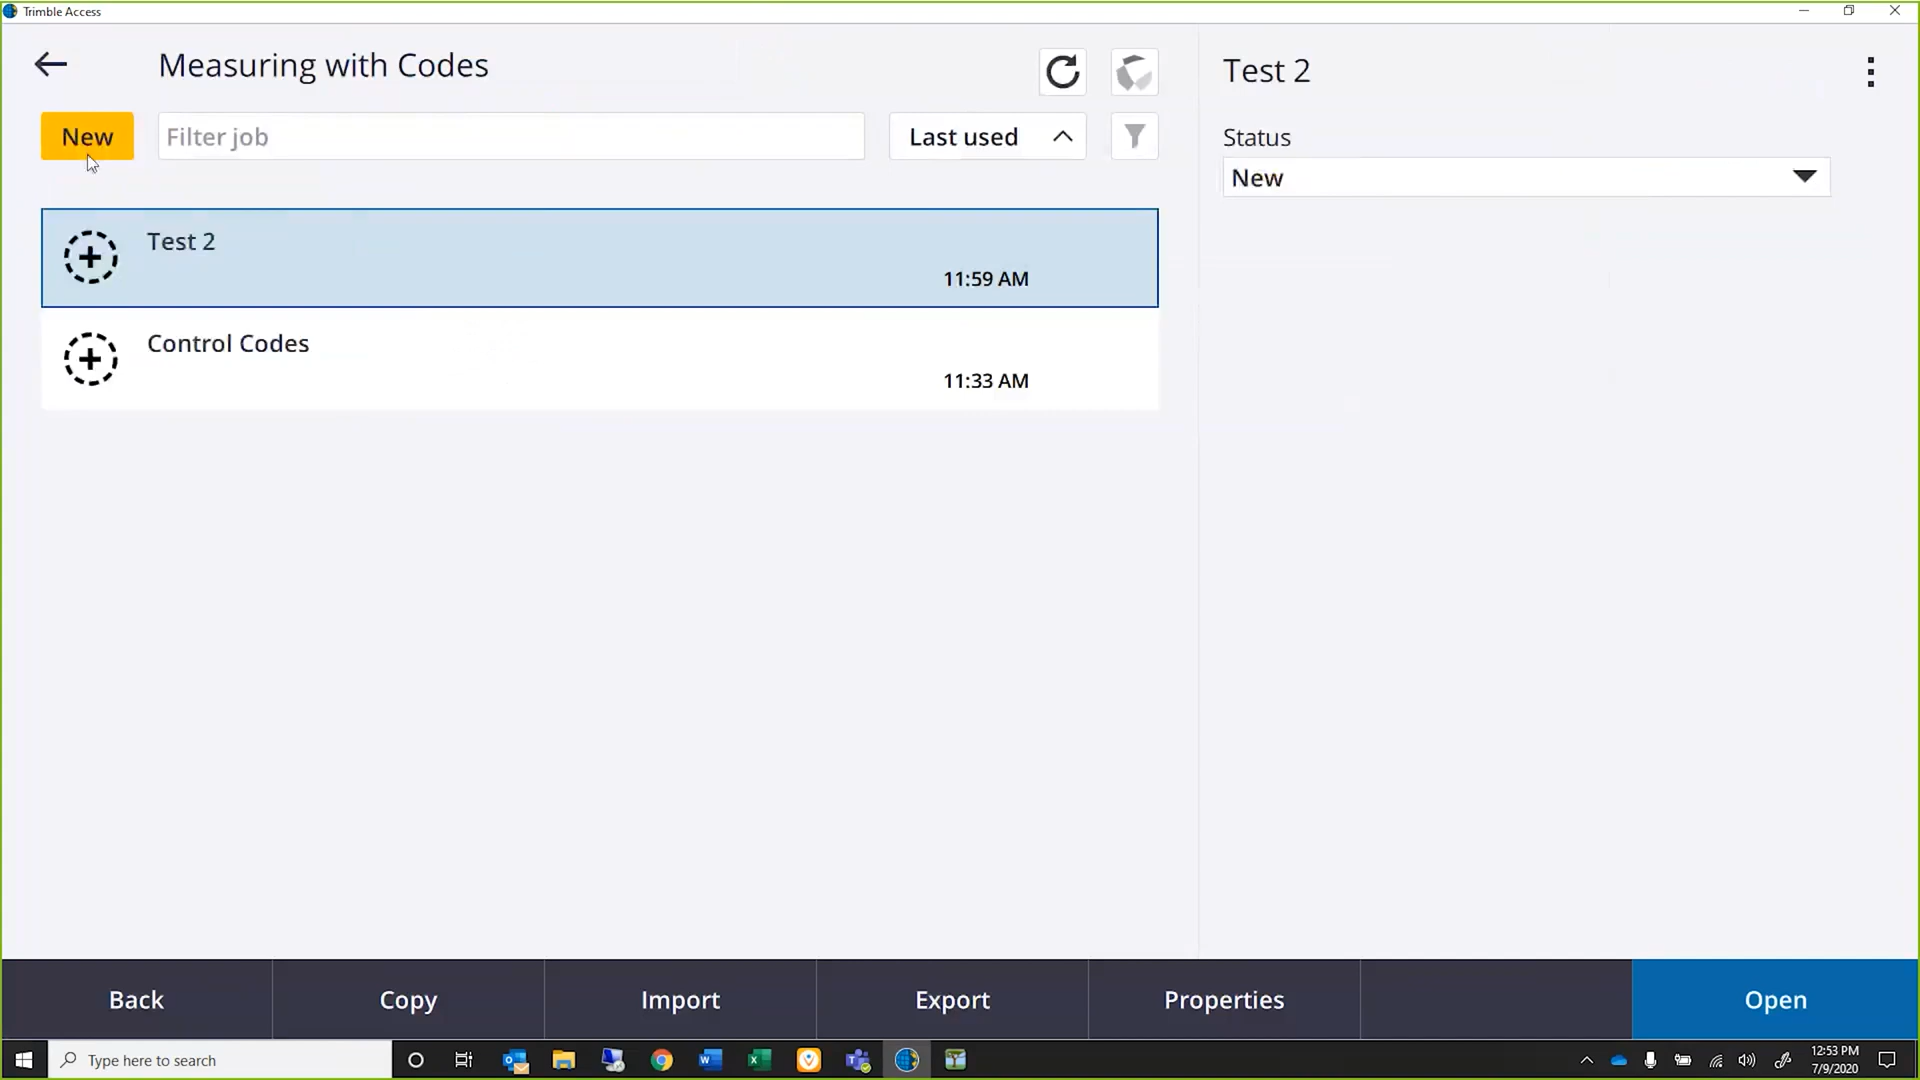 Trimble Access
Measuring with Codes
New
Filter job
Last used
Test 2
11:59 AM
Control Codes
11:33 AM
Test 2
Status
New
Back
Copy
Import
Export
Properties
Open
Type here to search
12:53 PM
7/9/2020